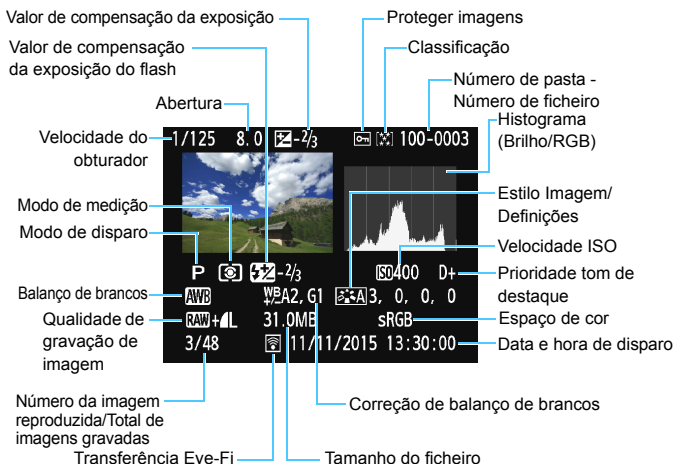 Valor de compensação da exposição
Proteger imagens
Valor de compensação
da exposição do flash
Classificação
Número de pasta -
Número de ficheiro
Abertura
Histograma
(Brilho/RGB)
Velocidade do
obturador
1/125 8.0 -2/3 100-0003
Estilo Imagem/
Definições
Modo de medição
Modo de disparo
Velocidade ISO
P -2/3 ISO400 D+
Prioridade tom de
destaque
Balanço de brancos
AWB WB+/-A2, G1 A3, 0, 0, 0
Qualidade de
gravação de
imagem
RAW+L 31.0MB sRGB
Espaço de cor
3/48 11/11/2015 13:30:00
Data e hora de disparo
Número da imagem
reproduzida/Total de
imagens gravadas
Correção de balanço de brancos
Transferência Eye-Fi
Tamanho do ficheiro